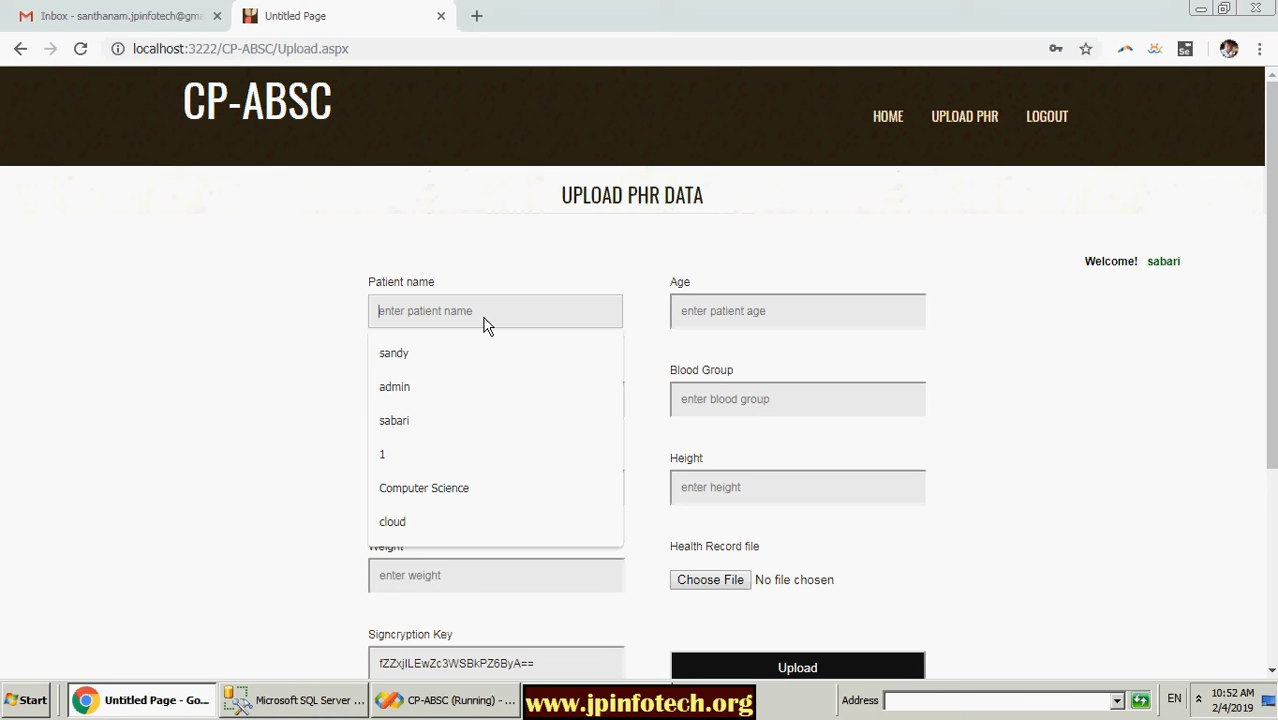 Inbox - santhanam.jpinfotech@gm
Untitled Page
localhost:3222/CP-ABSC/Upload.aspx
Se
CP-ABSC
HOME
UPLOAD PHR
LOGOUT
UPLOAD PHR DATA
Welcome! sabari
Patient name
Age
enter patient name
enter patient age
sandy
admin
sabari
1
Computer Science
cloud
Blood Group
enter blood group
Height
enter height
Weight
Health Record file
enter weight
Choose File No file chosen
Signcryption Key
fZZxjILEwZc3WSBkPZ6ByA==
Upload
Start
Untitled Page - Go...
Microsoft SQL Server ...
CP-ABSC (Running) - ...
www.jpinfotech.org
Address
EN
10:52 AM
2/4/2019